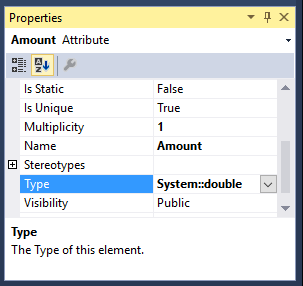 Properties
Amount Attribute
Is Static False
Is Unique True
Multiplicity 1
Name Amount
Stereotypes
Type System::double
Visibility Public
Type
The Type of this element.